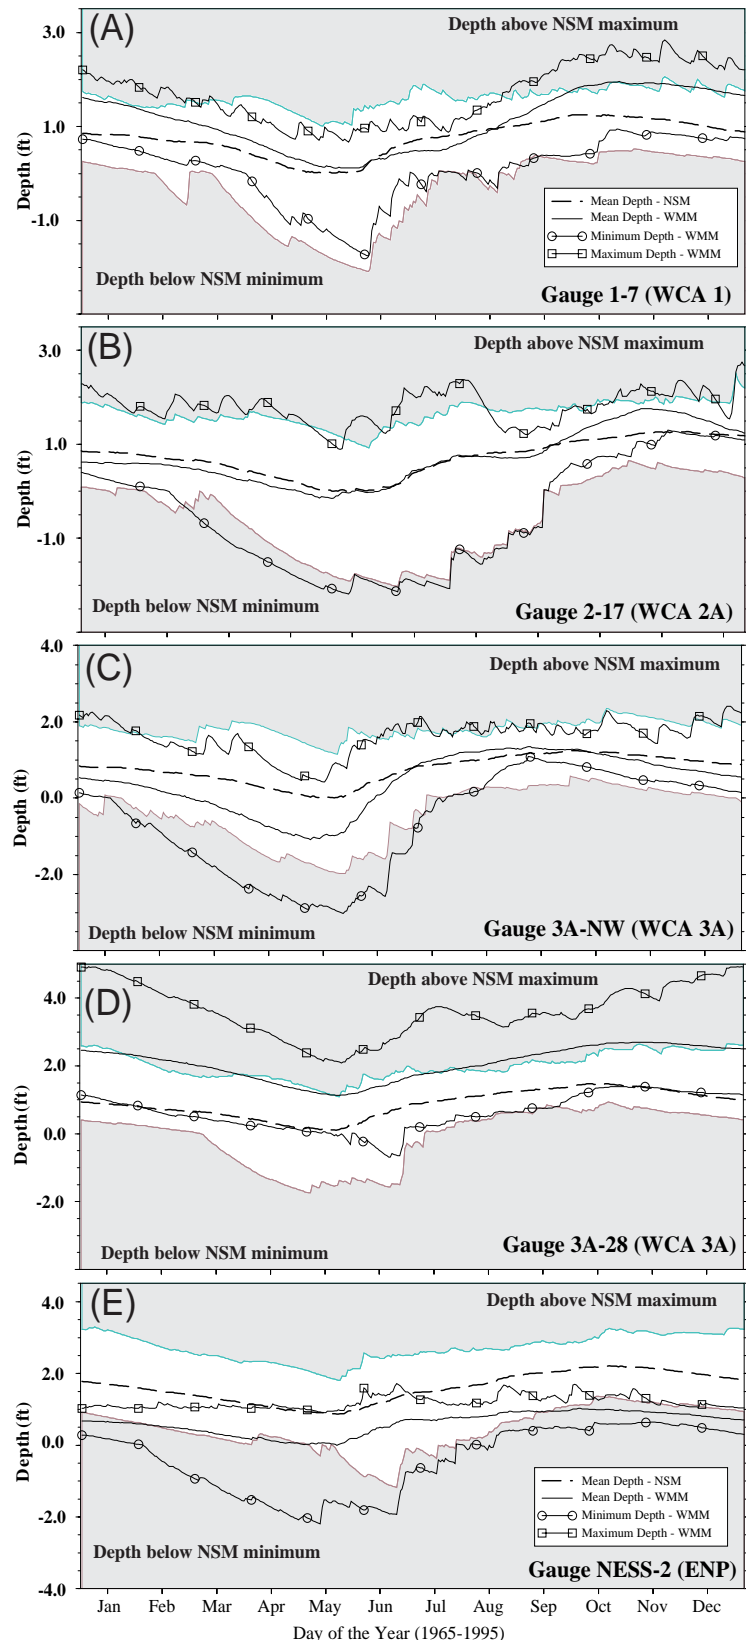 (A)
Depth above NSM maximum
3.0
1.0
-1.0
Depth (ft)
Mean Depth - NSM
Mean Depth - WMM
Minimum Depth - WMM
Maximum Depth - WMM
Depth below NSM minimum
Gauge 1-7 (WCA 1)
(B)
Depth above NSM maximum
3.0
1.0
-1.0
Depth (ft)
Depth below NSM minimum
Gauge 2-17 (WCA 2A)
(C)
Depth above NSM maximum
4.0
2.0
0.0
-2.0
Depth (ft)
Depth below NSM minimum
Gauge 3A-NW (WCA 3A)
(D)
Depth above NSM maximum
4.0
2.0
0.0
-2.0
Depth(ft)
Depth below NSM minimum
Gauge 3A-28 (WCA 3A)
(E)
Depth above NSM maximum
4.0
2.0
0.0
-2.0
-4.0
Depth(ft)
Mean Depth - NSM
Mean Depth - WMM
Minimum Depth - WMM
Maximum Depth - WMM
Depth below NSM minimum
Gauge NESS-2 (ENP)
Jan Feb Mar Apr May Jun Jul Aug Sep Oct Nov Dec
Day of the Year (1965-1995)